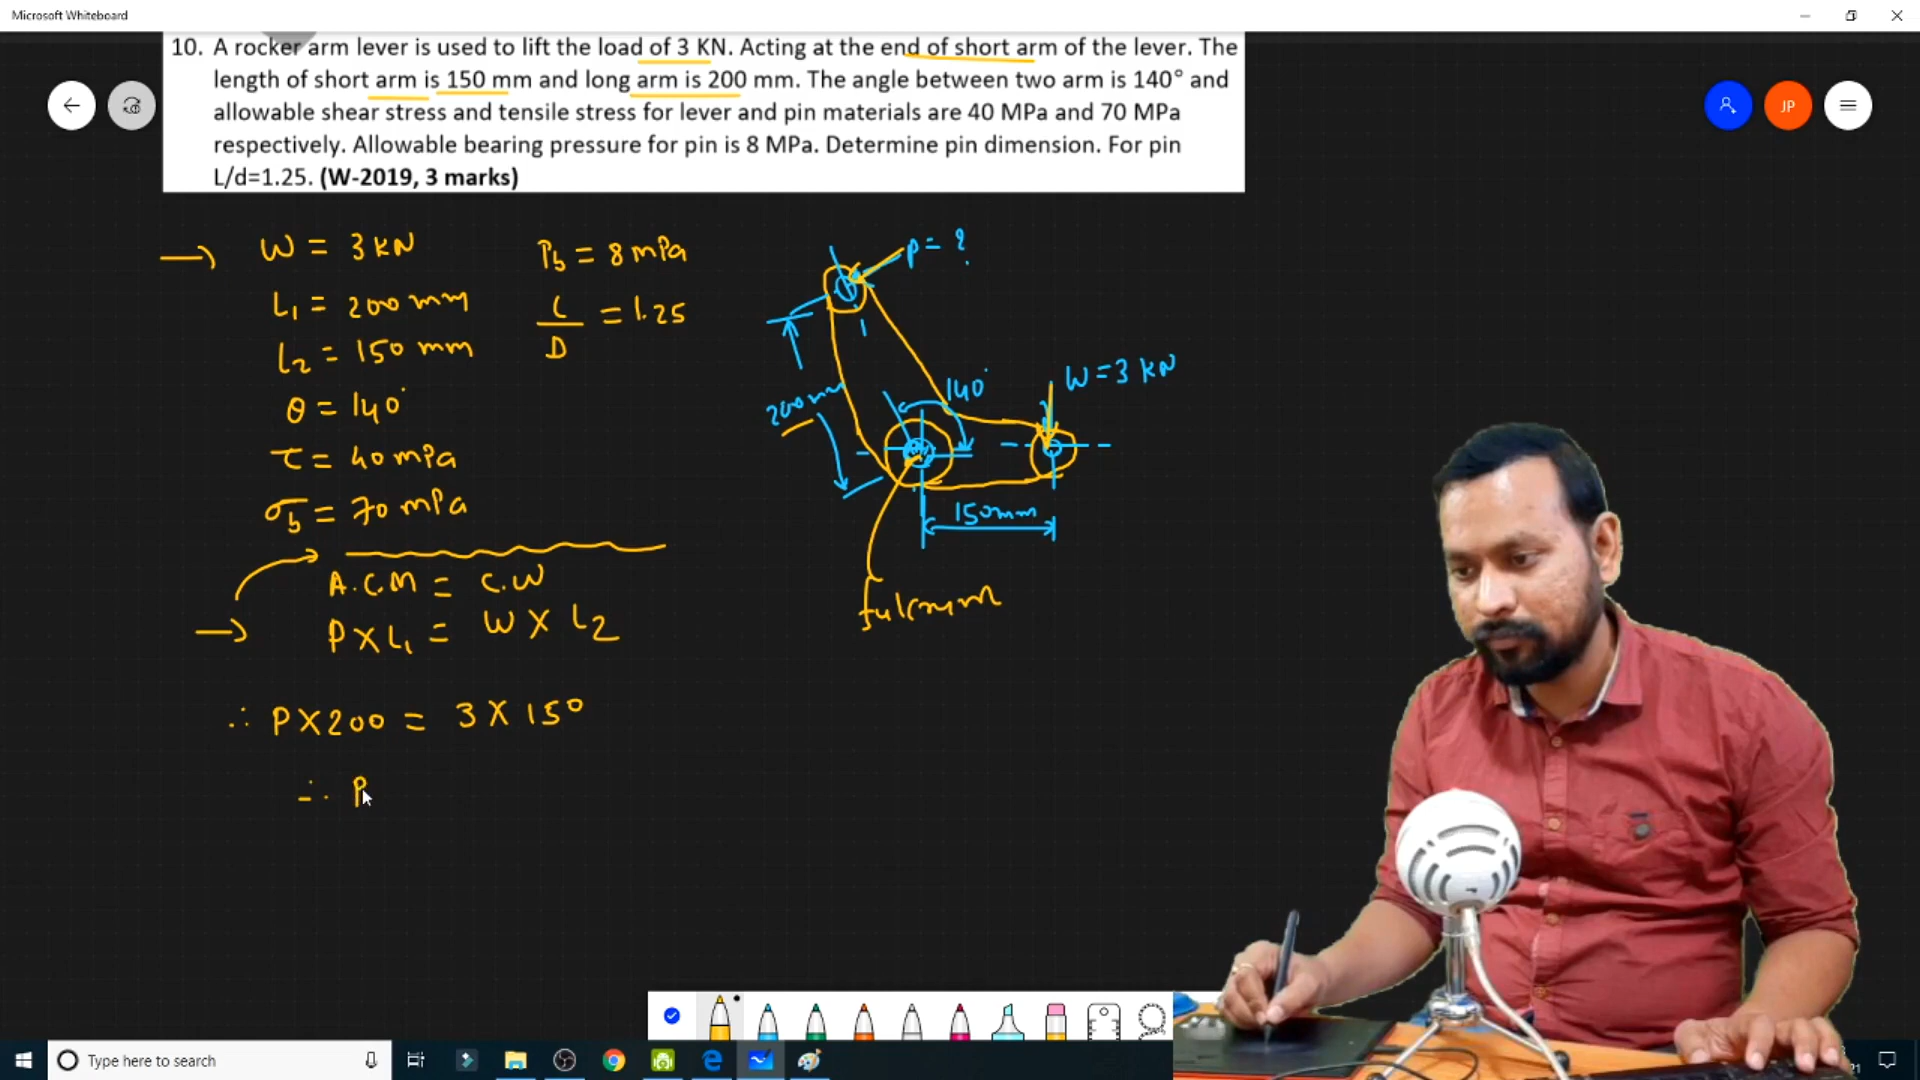 Microsoft Whiteboard
10. A rocker arm lever is used to lift the load of 3 KN. Acting at the end of short arm of the lever. The
length of short arm is 150 mm and long arm is 200 mm. The angle between two arm is 140° and
allowable shear stress and tensile stress for lever and pin materials are 40 MPa and 70 MPa
respectively. Allowable bearing pressure for pin is 8 MPa. Determine pin dimension. For pin
L/d=1.25. (W-2019, 3 marks)
JP
→ W = 3 KN
L1 = 200 mm
L2 = 150 mm
θ = 140°
τ = 40 mPa
σb = 70 mPa
Pb = 8 mPa
L/D = 1.25
A.C.M = C.W
→ P X L1 = W X L2
∴ P X 200 = 3 X 150
∴ P
P = ?
200 mm
140°
W = 3 KN
150mm
fulcrum
Type here to search